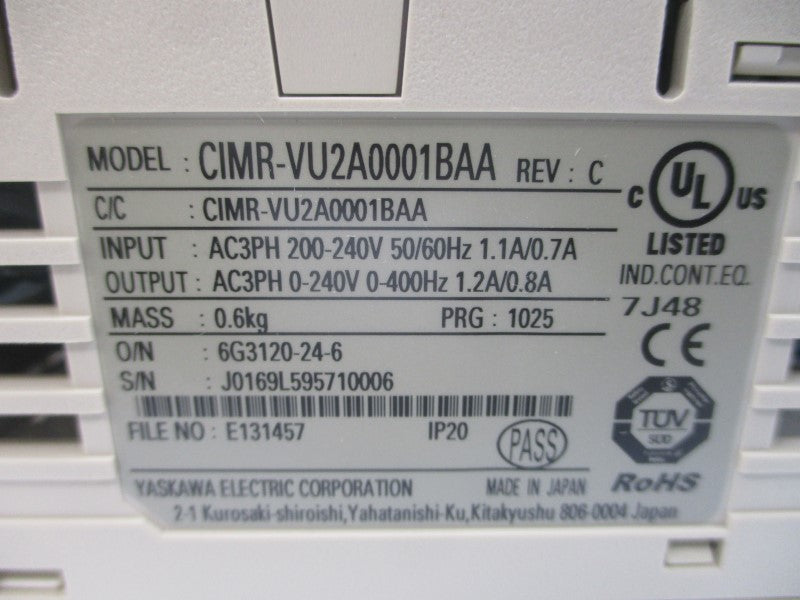 MODEL : CIMR-VU2A0001BAA REV : C
C/C : CIMR-VU2A0001BAA
INPUT : AC3PH 200-240V 50/60Hz 1.1A/0.7A
OUTPUT : AC3PH 0-240V 0-400Hz 1.2A/0.8A
MASS : 0.6kg PRG : 1025
O/N : 6G3120-24-6
S/N : J0169L595710006
FILE NO : E131457 IP20
PASS
YASKAWA ELECTRIC CORPORATION MADE IN JAPAN
2-1 Kurosaki-shiroishi,Yahatanishi-Ku,Kitakyushu 806-0004 Japan
C UL US
LISTED
IND.CONT.EQ.
7J48
CE
TÜV
SÜD
RoHS